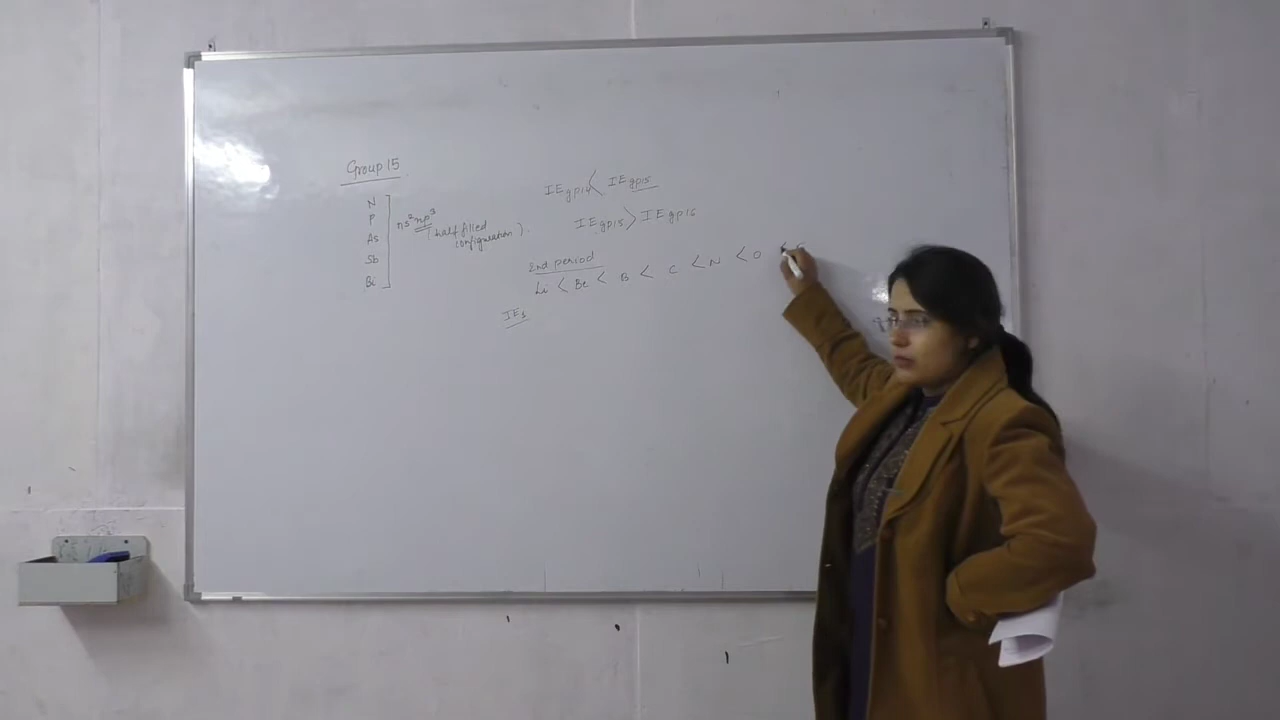 Group 15
N
P
As
Sb
Bi
ns² np³
(half filled
configuration).
IE gp14 < IE gp15
IE gp15 > IE gp16
IInd period
Li < Be < B < C < N < O <
IE₁